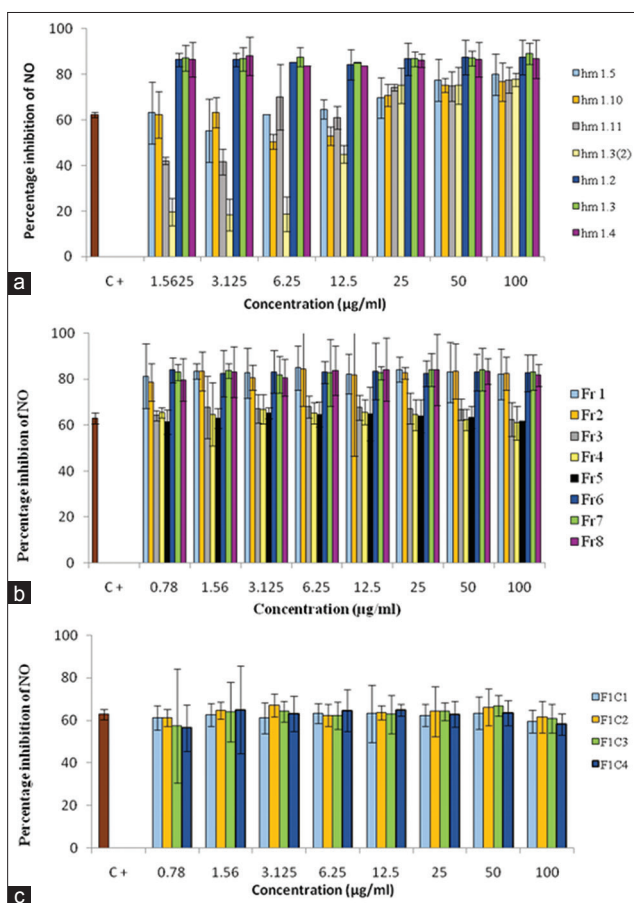 Percentage inibition of NO
100
80
60
40
20
0
C +
1.5625
3.125
6.25
12.5
25
50
100
Concentration (µg/ml)
hm 1.5
hm 1.10
hm 1.11
hm 1.3(2)
hm 1.2
hm 1.3
hm 1.4
a
Percentage inhibion of NO
100
80
60
40
20
0
C +
0.78
1.56
3.125
6.25
12.5
25
50
100
Concentration (µg/ml)
Fr 1
Fr2
Fr3
Fr4
Fr5
Fr6
Fr7
Fr8
b
Percentage inhibition of NO
100
80
60
40
20
0
C +
0.78
1.56
3.125
6.25
12.5
25
50
100
Concentration (µg/ml)
F1C1
F1C2
F1C3
F1C4
c